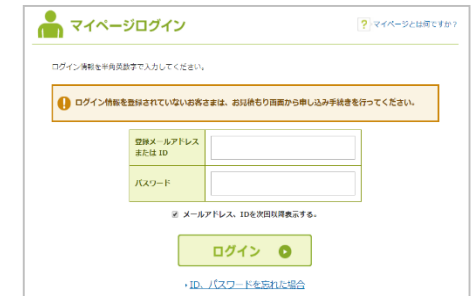 マイページログイン
? マイページとは何ですか?
ログイン情報を半角英数字で入力してください。
! ログイン情報を登録されていないお客さまは、お見積もり画面から申し込み手続きを行ってください。
登録メールアドレス
または ID
パスワード
メールアドレス、IDを次回以降表示する。
ログイン
・ID、パスワードを忘れた場合